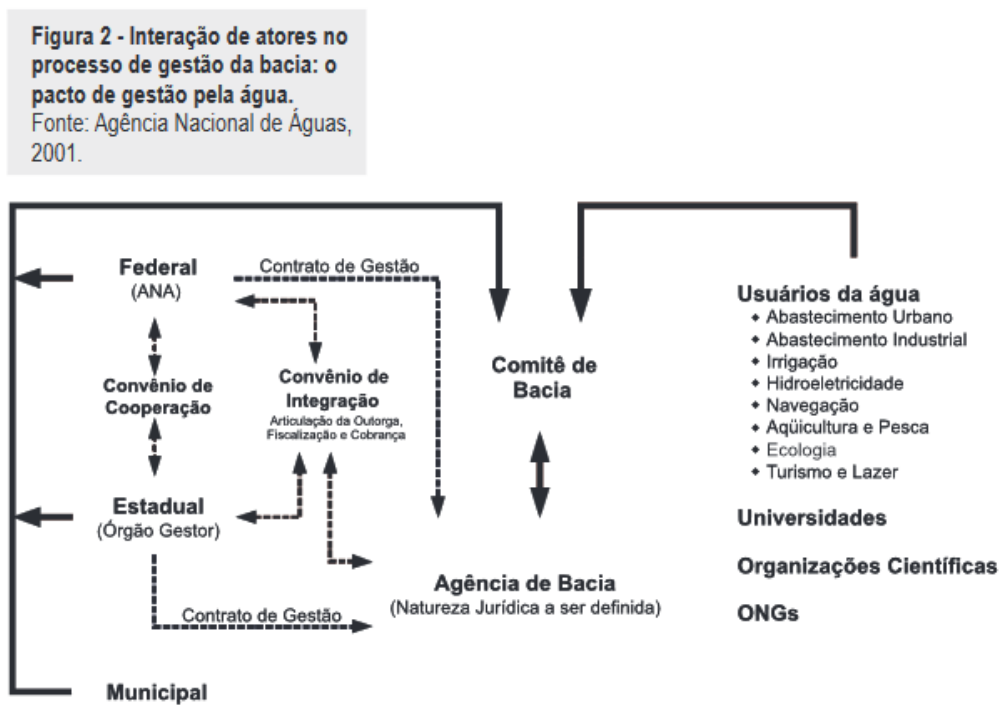 Figura 2 - Interação de atores no
processo de gestão da bacia: o
pacto de gestão pela água.
Fonte: Agência Nacional de Águas,
2001.
Federal
(ANA)
Contrato de Gestão
Convênio de
Cooperação
Convênio de
Integração
Articulação da Outorga,
Fiscalização e Cobrança
Estadual
(Órgão Gestor)
Contrato de Gestão
Municipal
Comitê de
Bacia
Agência de Bacia
(Natureza Jurídica a ser definida)
Usuários da água
Abastecimento Urbano
Abastecimento Industrial
Irrigação
Hidroeletricidade
Navegação
Aqüicultura e Pesca
Ecologia
Turismo e Lazer
Universidades
Organizações Científicas
ONGs